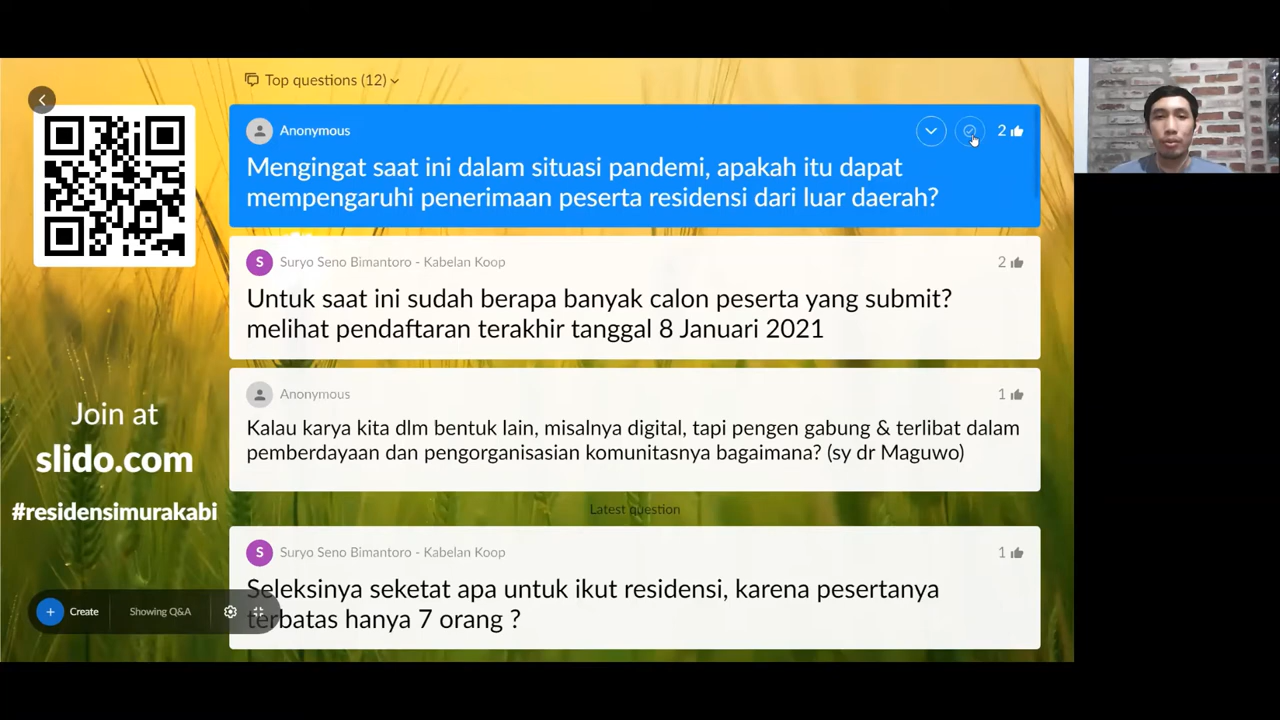 Top questions (12)
Anonymous
2
Mengingat saat ini dalam situasi pandemi, apakah itu dapat
mempengaruhi penerimaan peserta residensi dari luar daerah?
S
Suryo Seno Bimantoro - Kabelan Koop
2
Untuk saat ini sudah berapa banyak calon peserta yang submit?
melihat pendaftaran terakhir tanggal 8 Januari 2021
Anonymous
1
Kalau karya kita dlm bentuk lain, misalnya digital, tapi pengen gabung & terlibat dalam
pemberdayaan dan pengorganisasian komunitasnya bagaimana? (sy dr Maguwo)
Latest question
S
Suryo Seno Bimantoro - Kabelan Koop
1
Seleksinya seketat apa untuk ikut residensi, karena pesertanya
terbatas hanya 7 orang ?
Join at
slido.com
#residensimurakabi
Create
Showing Q&A